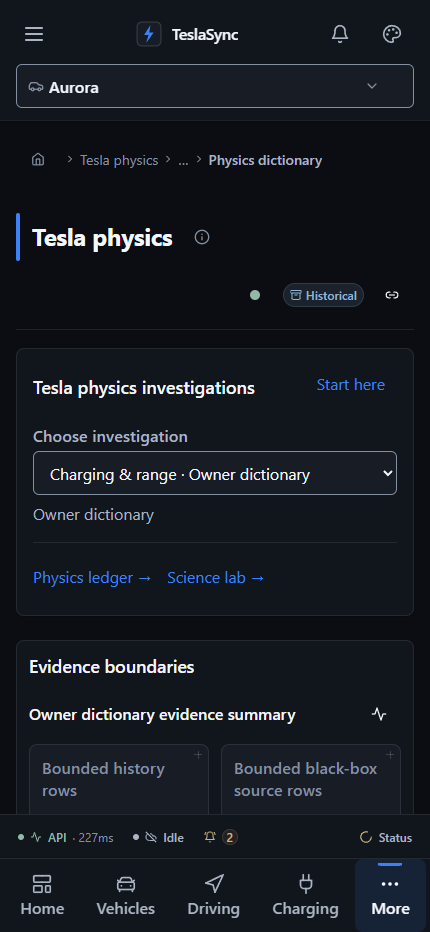 TeslaSync
Aurora
Tesla physics
...
Physics dictionary
Tesla physics
Historical
Tesla physics investigations
Start here
Choose investigation
Charging & range · Owner dictionary
Owner dictionary
Physics ledger →
Science lab →
Evidence boundaries
Owner dictionary evidence summary
Bounded history
rows
Bounded black-box
source rows
API · 227ms
Idle
2
Status
Home
Vehicles
Driving
Charging
More